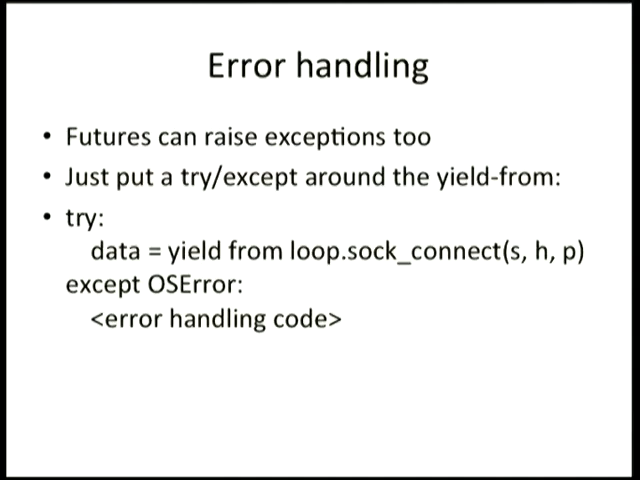 Error handling
• Futures can raise exceptions too
• Just put a try/except around the yield-from:
• try:
data = yield from loop.sock_connect(s, h, p)
except OSError:
<error handling code>